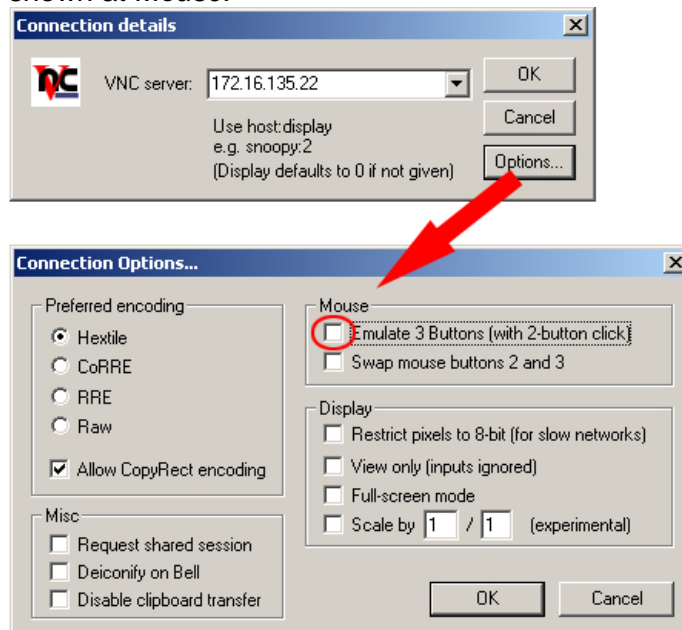 shown at Mouse.
Connection details
VNC
VNC server: 172.16.135.22
OK
Use host:display
e.g. snoopy:2
(Display defaults to 0 if not given)
Cancel
Options...
Connection Options...
Preferred encoding
Hextile
CoRRE
RRE
Raw
Allow CopyRect encoding
Misc
Request shared session
Deiconify on Bell
Disable clipboard transfer
Mouse
Emulate 3 Buttons (with 2-button click)
Swap mouse buttons 2 and 3
Display
Restrict pixels to 8-bit (for slow networks)
View only (inputs ignored)
Full-screen mode
Scale by 1 / 1 (experimental)
OK
Cancel